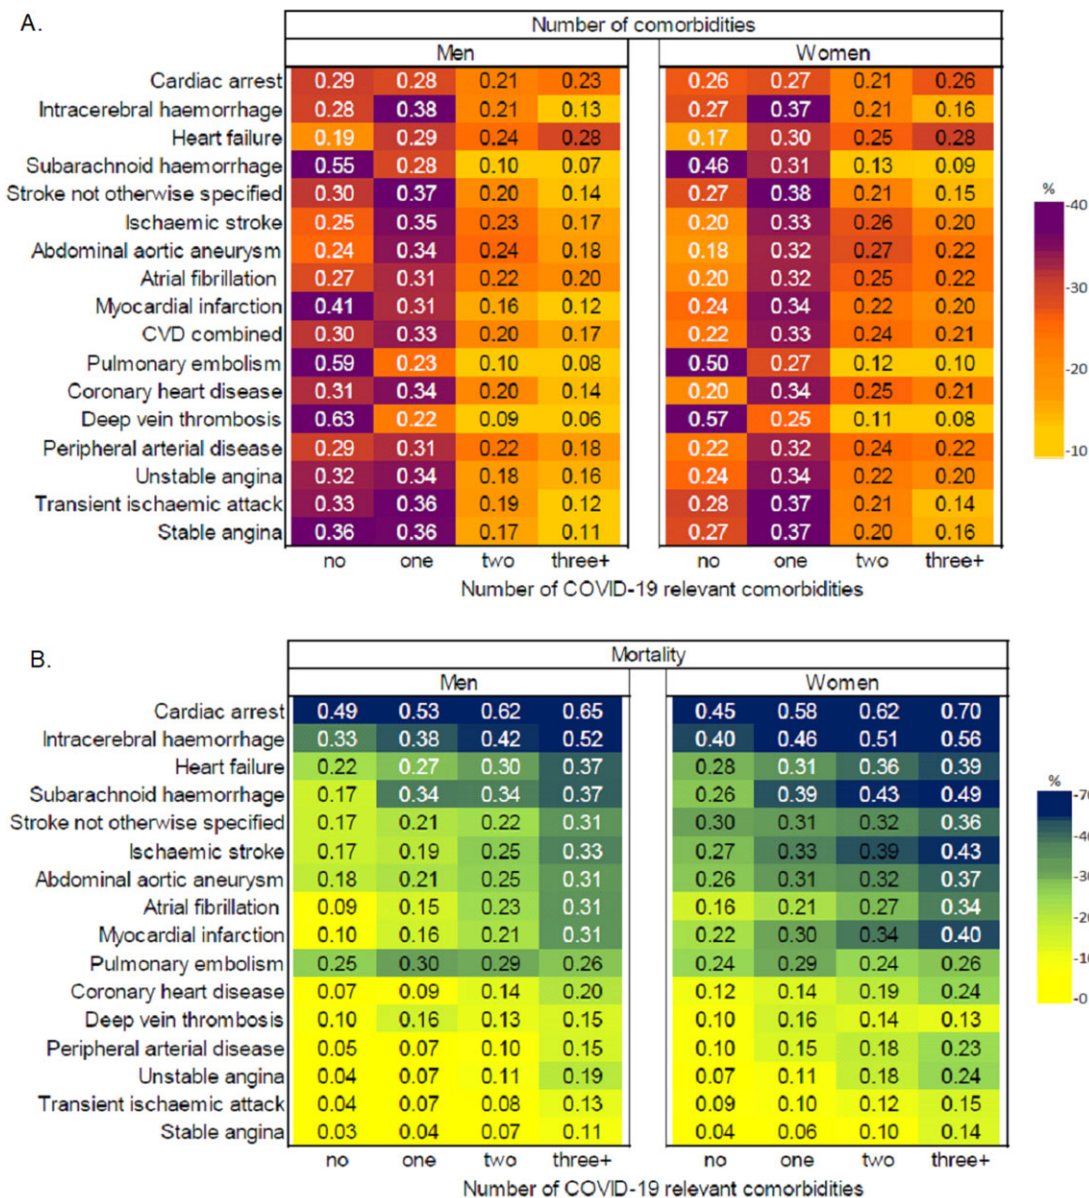 A.
Number of comorbidities
Men Women
Cardiac arrest 0.29 0.28 0.21 0.23 0.26 0.27 0.21 0.26
Intracerebral haemorrhage 0.28 0.38 0.21 0.13 0.27 0.37 0.21 0.16
Heart failure 0.19 0.29 0.24 0.28 0.17 0.30 0.25 0.28
Subarachnoid haemorrhage 0.55 0.28 0.10 0.07 0.46 0.31 0.13 0.09
Stroke not otherwise specified 0.30 0.37 0.20 0.14 0.27 0.38 0.21 0.15
Ischaemic stroke 0.25 0.35 0.23 0.17 0.20 0.33 0.26 0.20
Abdominal aortic aneurysm 0.24 0.34 0.24 0.18 0.18 0.32 0.27 0.22
Atrial fibrillation 0.27 0.31 0.22 0.20 0.20 0.32 0.25 0.22
Myocardial infarction 0.41 0.31 0.16 0.12 0.24 0.34 0.22 0.20
CVD combined 0.30 0.33 0.20 0.17 0.22 0.33 0.24 0.21
Pulmonary embolism 0.59 0.23 0.10 0.08 0.50 0.27 0.12 0.10
Coronary heart disease 0.31 0.34 0.20 0.14 0.20 0.34 0.25 0.21
Deep vein thrombosis 0.63 0.22 0.09 0.06 0.57 0.25 0.11 0.08
Peripheral arterial disease 0.29 0.31 0.22 0.18 0.22 0.32 0.24 0.22
Unstable angina 0.32 0.34 0.18 0.16 0.24 0.34 0.22 0.20
Transient ischaemic attack 0.33 0.36 0.19 0.12 0.28 0.37 0.21 0.14
Stable angina 0.36 0.36 0.17 0.11 0.27 0.37 0.20 0.16
no one two three+ no one two three+
Number of COVID-19 relevant comorbidities
%
-40
-30
-20
-10
B.
Mortality
Men Women
Cardiac arrest 0.49 0.53 0.62 0.65 0.45 0.58 0.62 0.70
Intracerebral haemorrhage 0.33 0.38 0.42 0.52 0.40 0.46 0.51 0.56
Heart failure 0.22 0.27 0.30 0.37 0.28 0.31 0.36 0.39
Subarachnoid haemorrhage 0.17 0.34 0.34 0.37 0.26 0.39 0.43 0.49
Stroke not otherwise specified 0.17 0.21 0.22 0.31 0.30 0.31 0.32 0.36
Ischaemic stroke 0.17 0.19 0.25 0.33 0.27 0.33 0.39 0.43
Abdominal aortic aneurysm 0.18 0.21 0.25 0.31 0.26 0.31 0.32 0.37
Atrial fibrillation 0.09 0.15 0.23 0.31 0.16 0.21 0.27 0.34
Myocardial infarction 0.10 0.16 0.21 0.31 0.22 0.30 0.34 0.40
Pulmonary embolism 0.25 0.30 0.29 0.26 0.24 0.29 0.24 0.26
Coronary heart disease 0.07 0.09 0.14 0.20 0.12 0.14 0.19 0.24
Deep vein thrombosis 0.10 0.16 0.13 0.15 0.10 0.16 0.14 0.13
Peripheral arterial disease 0.05 0.07 0.10 0.15 0.10 0.15 0.18 0.23
Unstable angina 0.04 0.07 0.11 0.19 0.07 0.11 0.18 0.24
Transient ischaemic attack 0.04 0.07 0.08 0.13 0.09 0.10 0.12 0.15
Stable angina 0.03 0.04 0.07 0.11 0.04 0.06 0.10 0.14
no one two three+ no one two three+
Number of COVID-19 relevant comorbidities
%
-70
-40
-30
-20
-10
-0